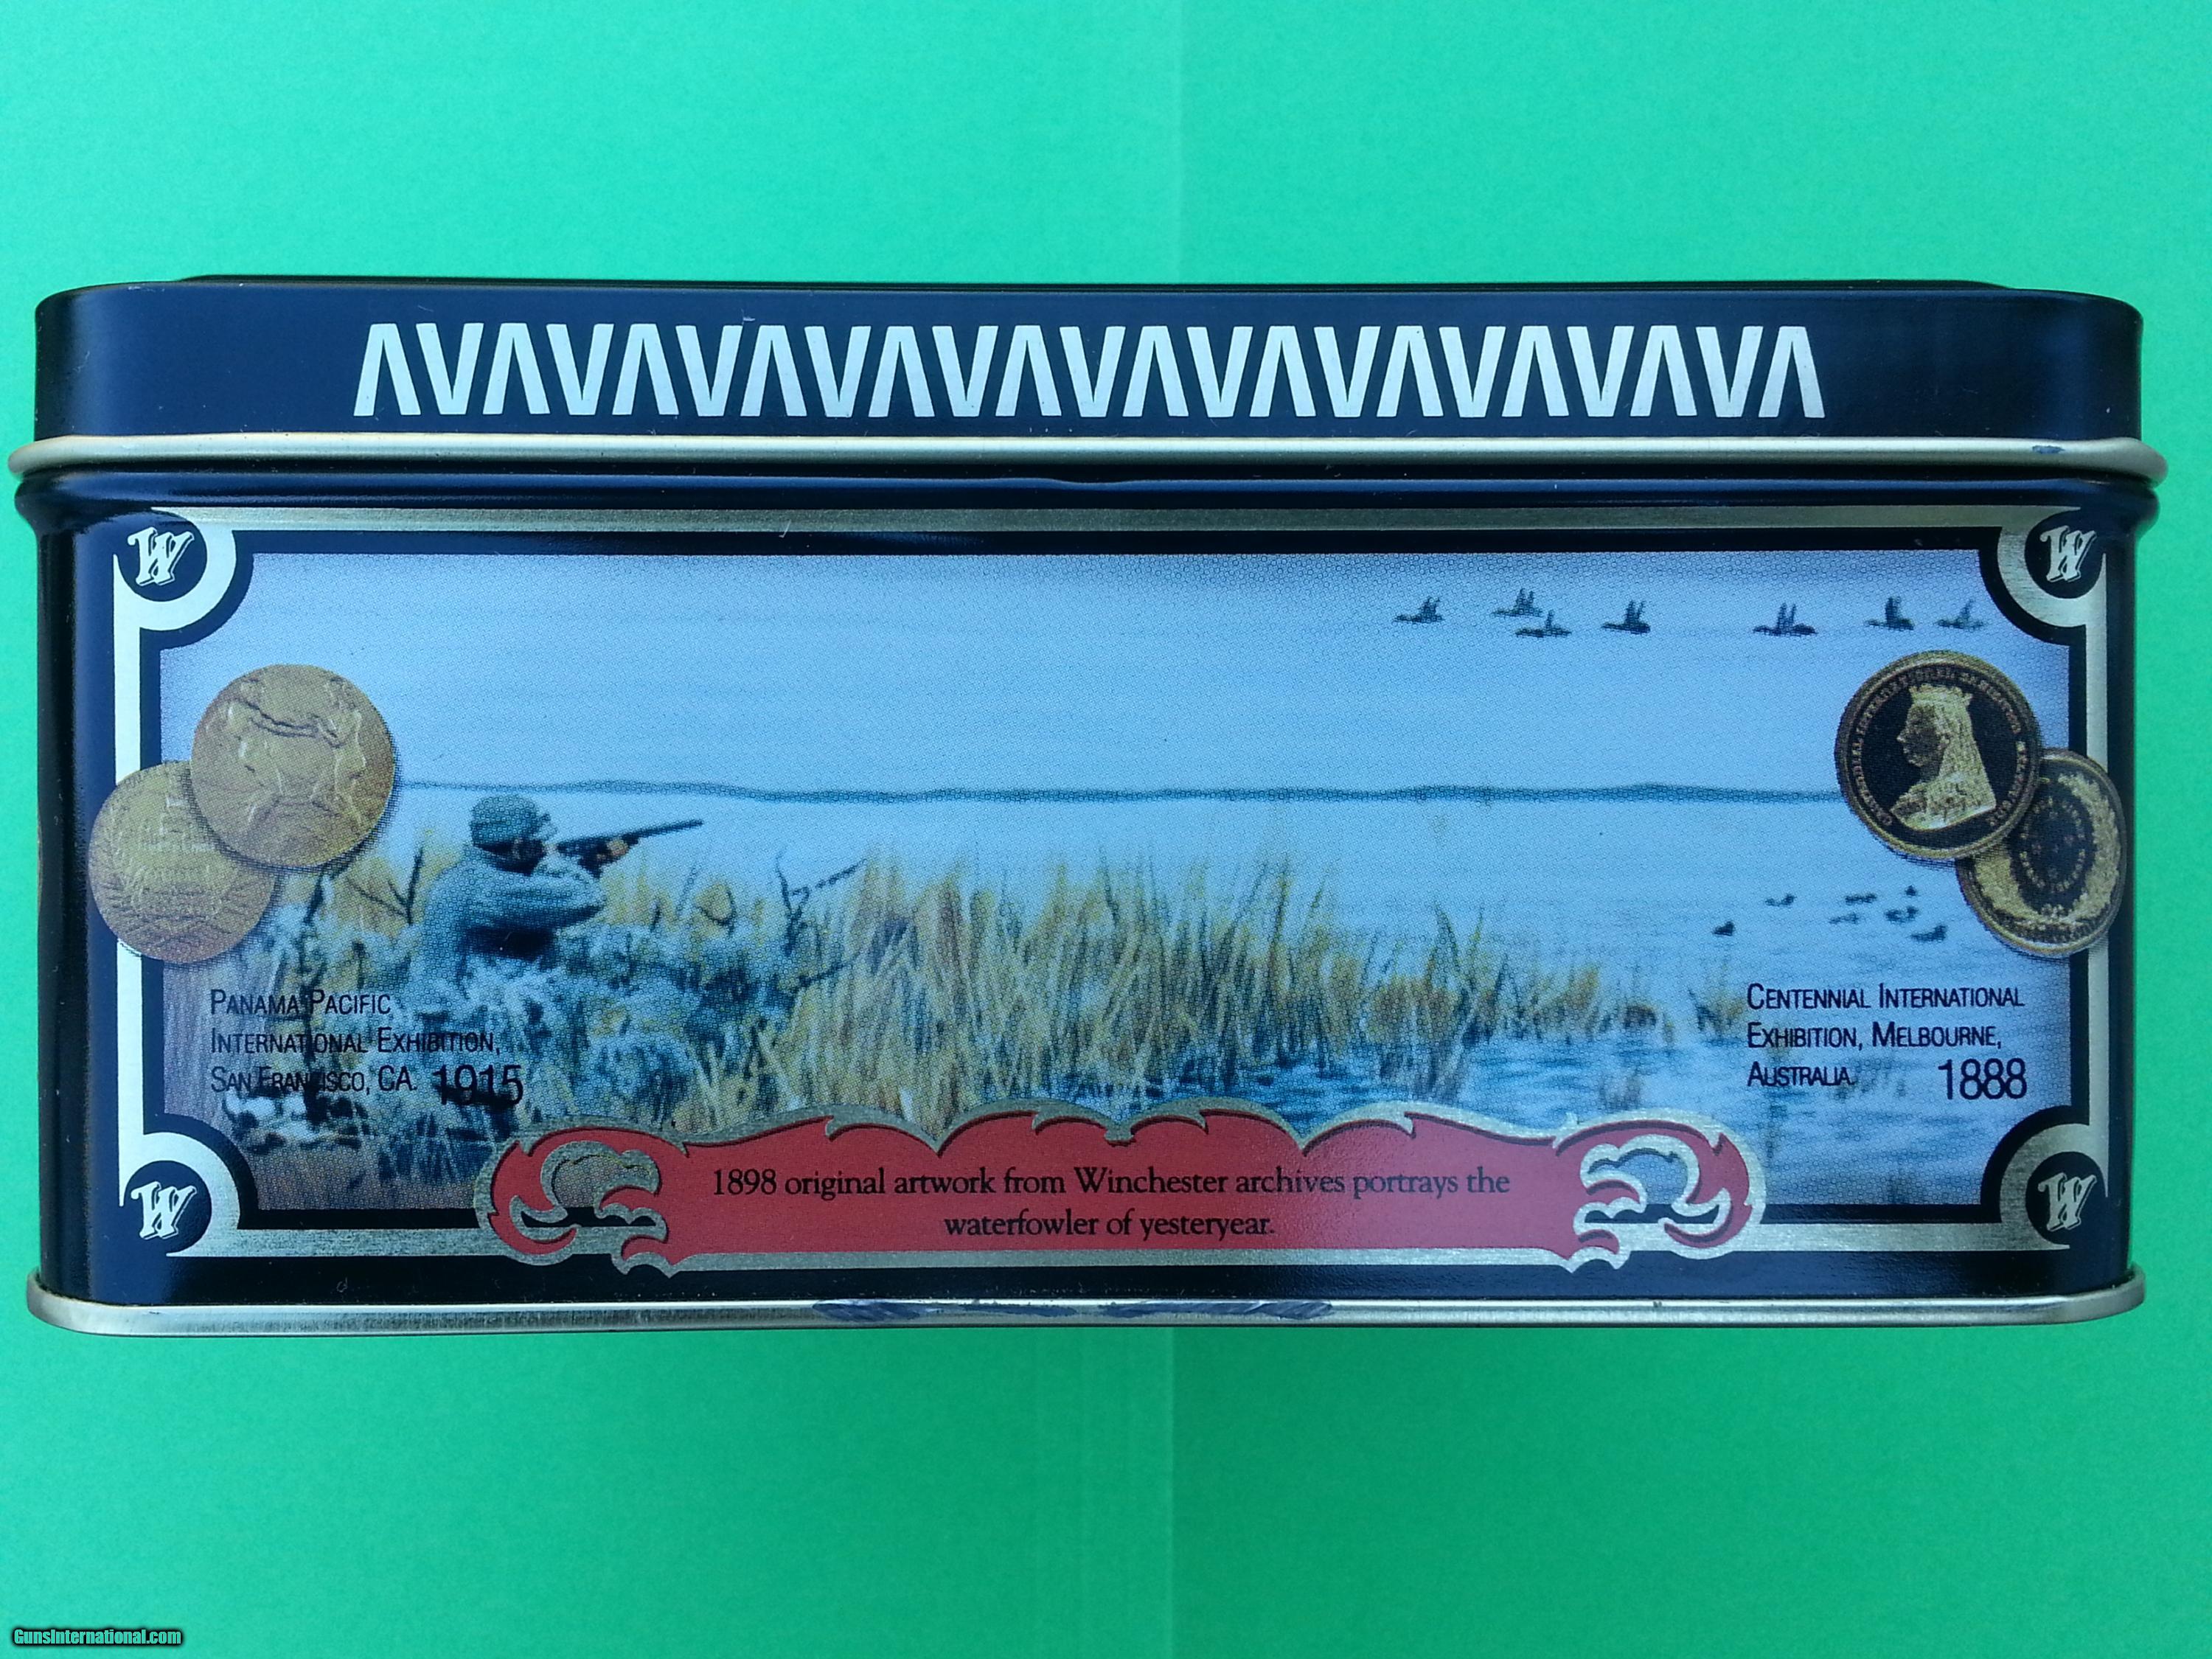 W
W
PANAMA PACIFIC
INTERNATIONAL EXHIBITION,
SAN FRANCISCO, CA. 1915
CENTENNIAL INTERNATIONAL
EXHIBITION, MELBOURNE,
AUSTRALIA. 1888
W
1898 original artwork from Winchester archives portrays the
waterfowler of yesteryear.
W
GunsInternational.com